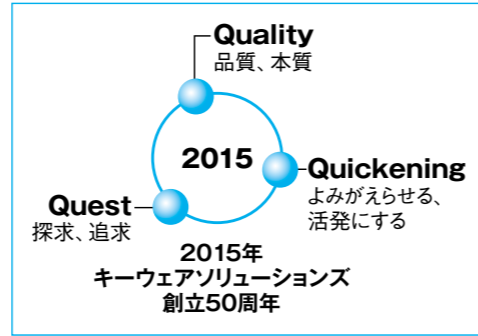 Quality
品質、本質
2015
Quickening
よみがえらせる、
活発にする
Quest
探求、追求
2015年
キーウェアソリューションズ
創立50周年